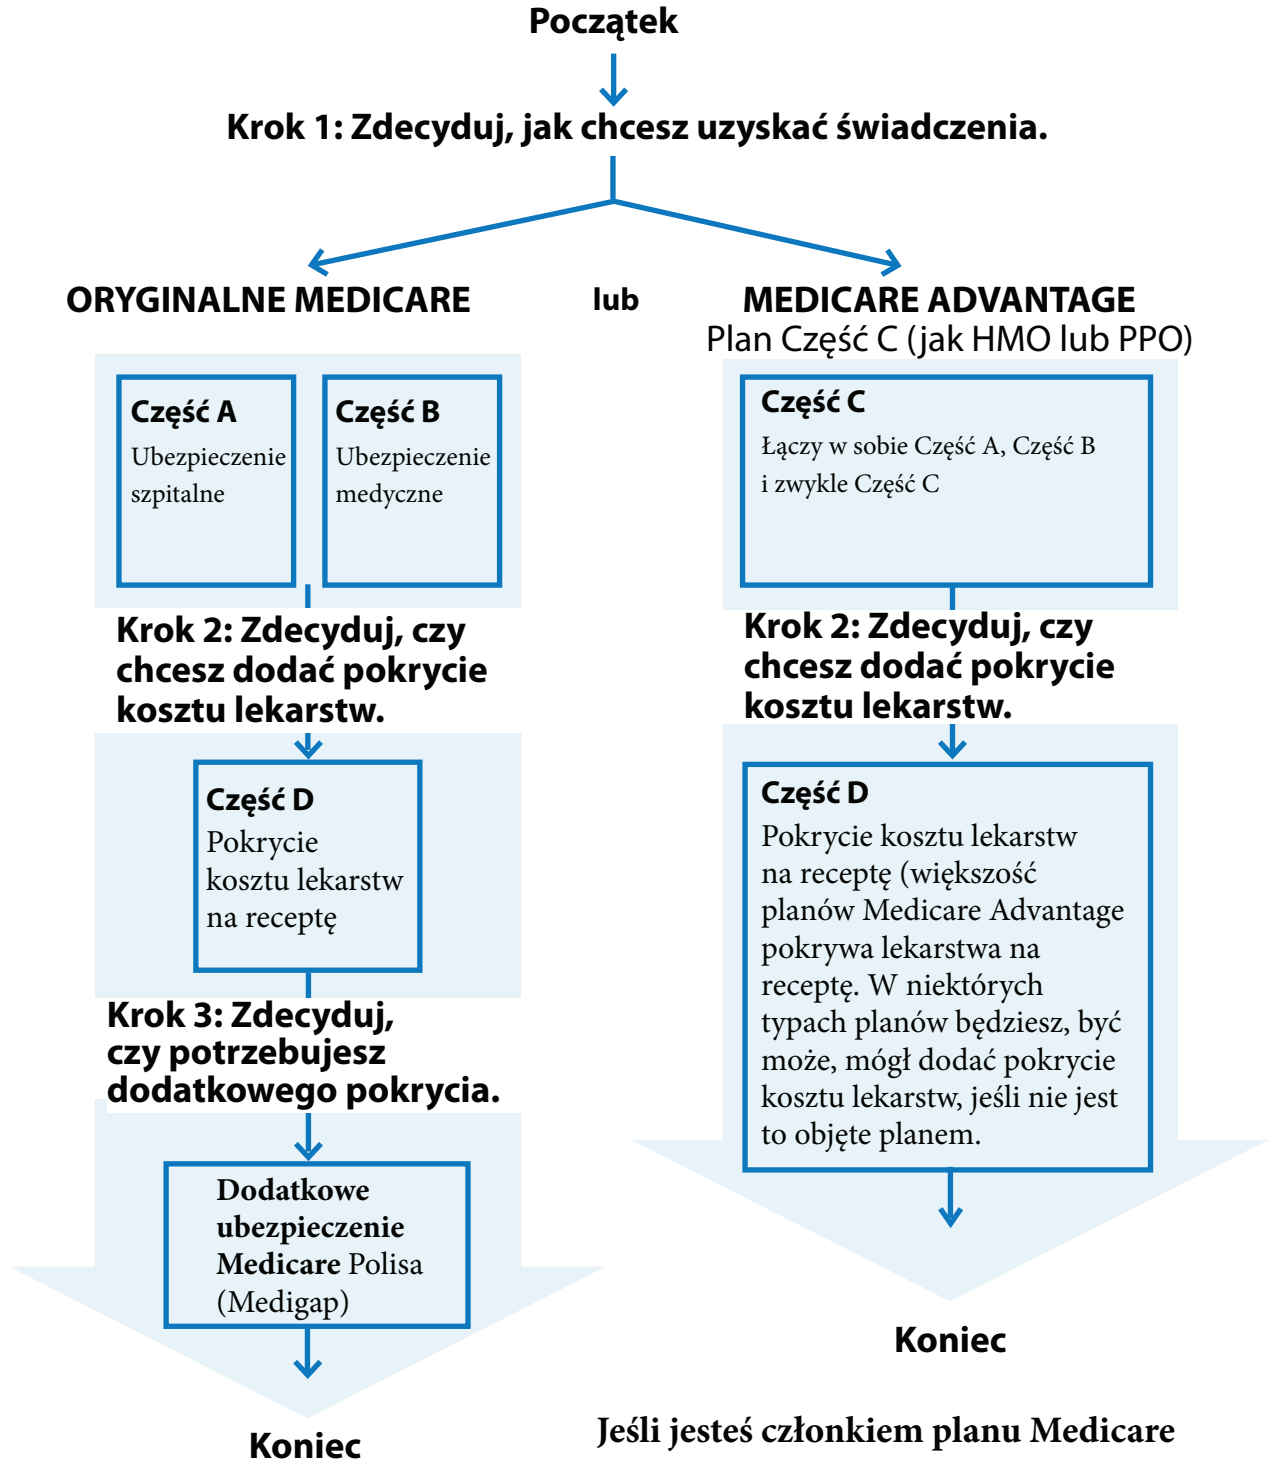 Początek
Krok 1: Zdecyduj, jak chcesz uzyskać świadczenia.
ORYGINALNE MEDICARE
lub
MEDICARE ADVANTAGE
Plan Część C (jak HMO lub PPO)
Część A
Ubezpieczenie
szpitalne
Część B
Ubezpieczenie
medyczne
Krok 2: Zdecyduj, czy
chcesz dodać pokrycie
kosztu lekarstw.
Część D
Pokrycie
kosztu lekarstw
na receptę
Krok 3: Zdecyduj,
czy potrzebujesz
dodatkowego pokrycia.
Dodatkowe
ubezpieczenie
Medicare Polisa
(Medigap)
Koniec
Część C
Łączy w sobie Część A, Część B
i zwykle Część C
Krok 2: Zdecyduj, czy
chcesz dodać pokrycie
kosztu lekarstw.
Część D
Pokrycie kosztu lekarstw
na receptę (większość
planów Medicare Advantage
pokrywa lekarstwa na
receptę. W niektórych
typach planów będziesz, być
może, mógł dodać pokrycie
kosztu lekarstw, jeśli nie jest
to objęte planem.
Koniec
Jeśli jesteś członkiem planu Medicare